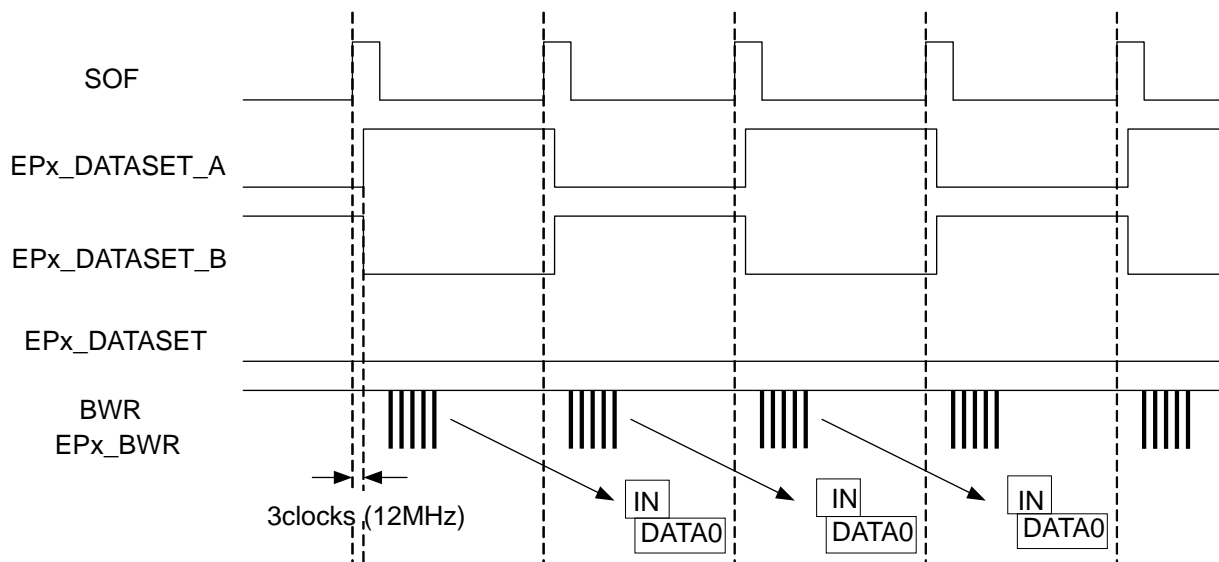 SOF
EPx_DATASET_A
EPx_DATASET_B
EPx_DATASET
BWR
EPx_BWR
3clocks (12MHz)
IN
DATA0
IN
DATA0
IN
DATA0